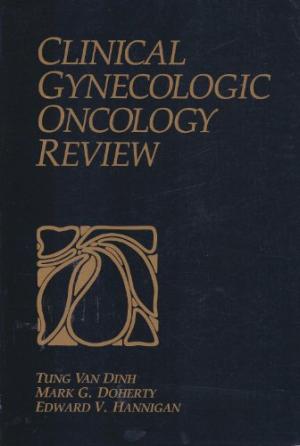 CLINICAL
GYNECOLOGIC
ONCOLOGY
REVIEW
TUNG VAN DINH
MARK G. DOHERTY
EDWARD V. HANNIGAN